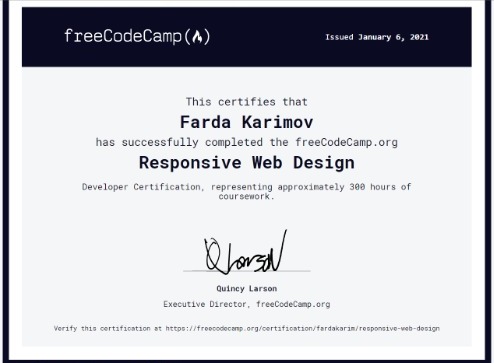 freeCodeCamp(🔥)
Issued January 6, 2021
This certifies that
Farda Karimov
has successfully completed the freeCodeCamp.org
Responsive Web Design
Developer Certification, representing approximately 300 hours of
coursework.
Q Larson
Quincy Larson
Executive Director, freeCodeCamp.org
Verify this certification at https://freecodecamp.org/certification/fardakarim/responsive-web-design